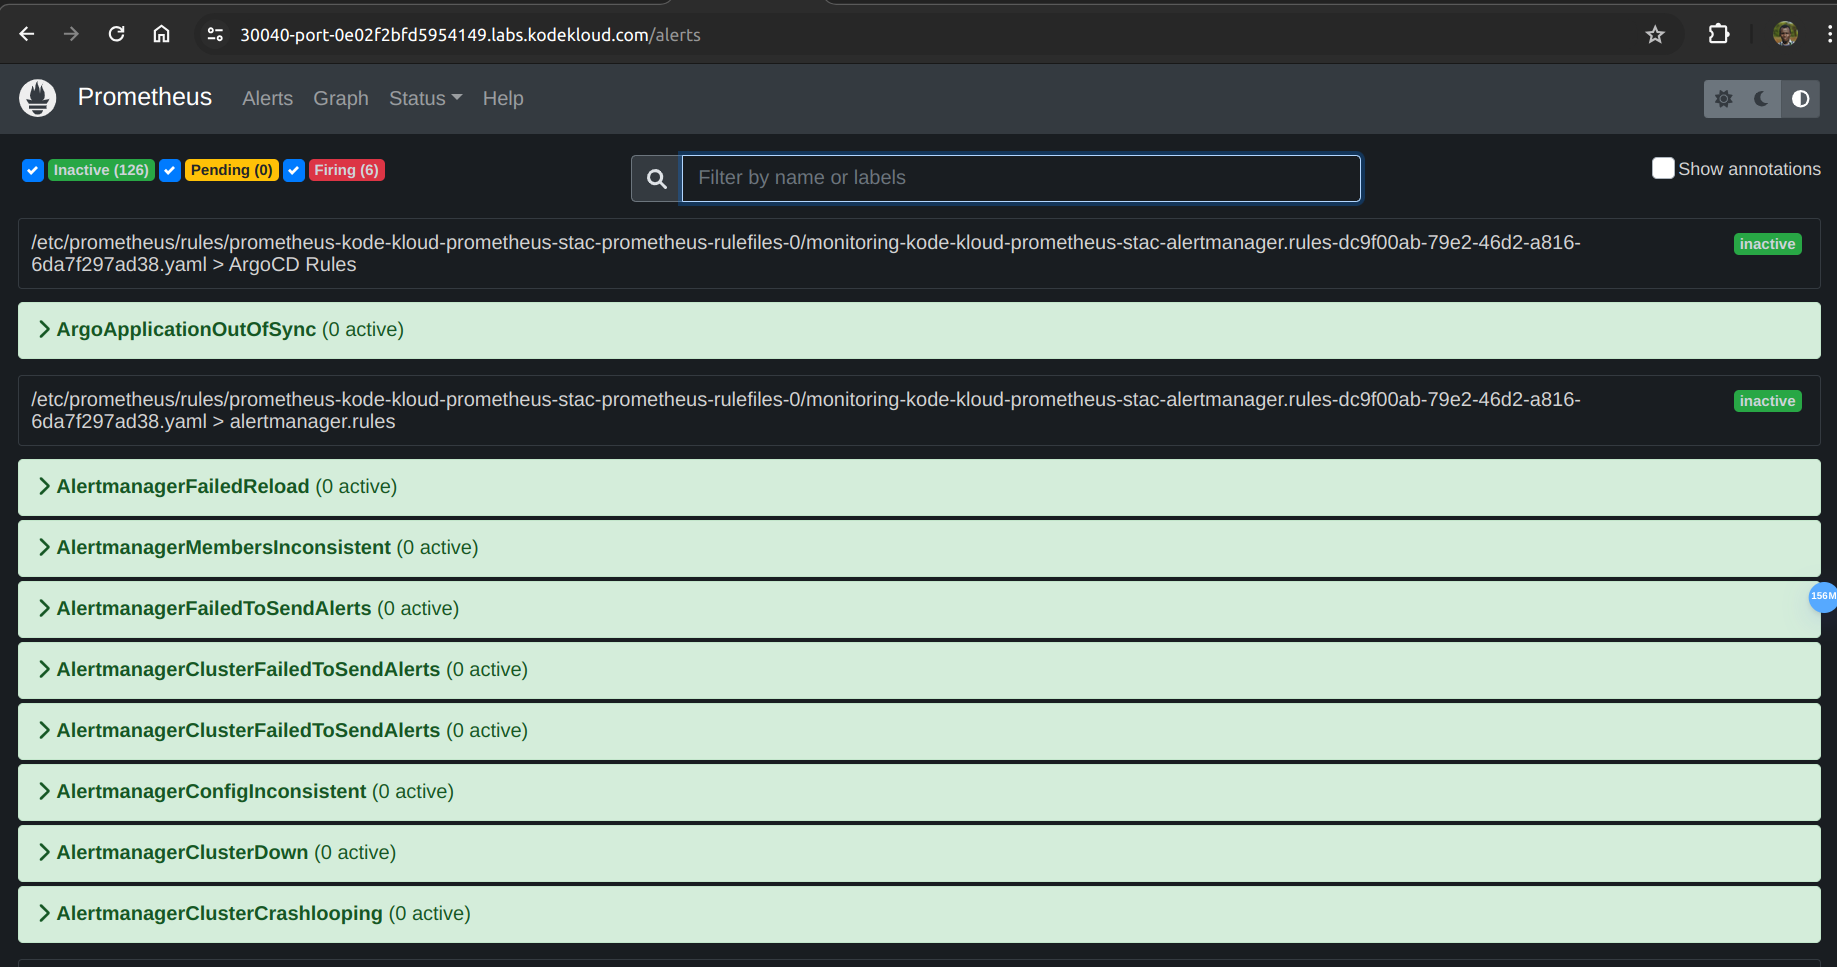 30040-port-0e02f2bfd5954149.labs.kodekloud.com/alerts
Prometheus Alerts Graph Status Help
Inactive (126) Pending (0) Firing (6) Filter by name or labels Show annotations
/etc/prometheus/rules/prometheus-kode-kloud-prometheus-stac-prometheus-rulefiles-0/monitoring-kode-kloud-prometheus-stac-alertmanager.rules-dc9f00ab-79e2-46d2-a816- inactive
6da7f297ad38.yaml > ArgoCD Rules
ArgoApplicationOutOfSync (0 active)
/etc/prometheus/rules/prometheus-kode-kloud-prometheus-stac-prometheus-rulefiles-0/monitoring-kode-kloud-prometheus-stac-alertmanager.rules-dc9f00ab-79e2-46d2-a816- inactive
6da7f297ad38.yaml > alertmanager.rules
AlertmanagerFailedReload (0 active)
AlertmanagerMembersInconsistent (0 active)
156M
AlertmanagerFailedToSendAlerts (0 active)
AlertmanagerClusterFailedToSendAlerts (0 active)
AlertmanagerClusterFailedToSendAlerts (0 active)
AlertmanagerConfigInconsistent (0 active)
AlertmanagerClusterDown (0 active)
AlertmanagerClusterCrashlooping (0 active)